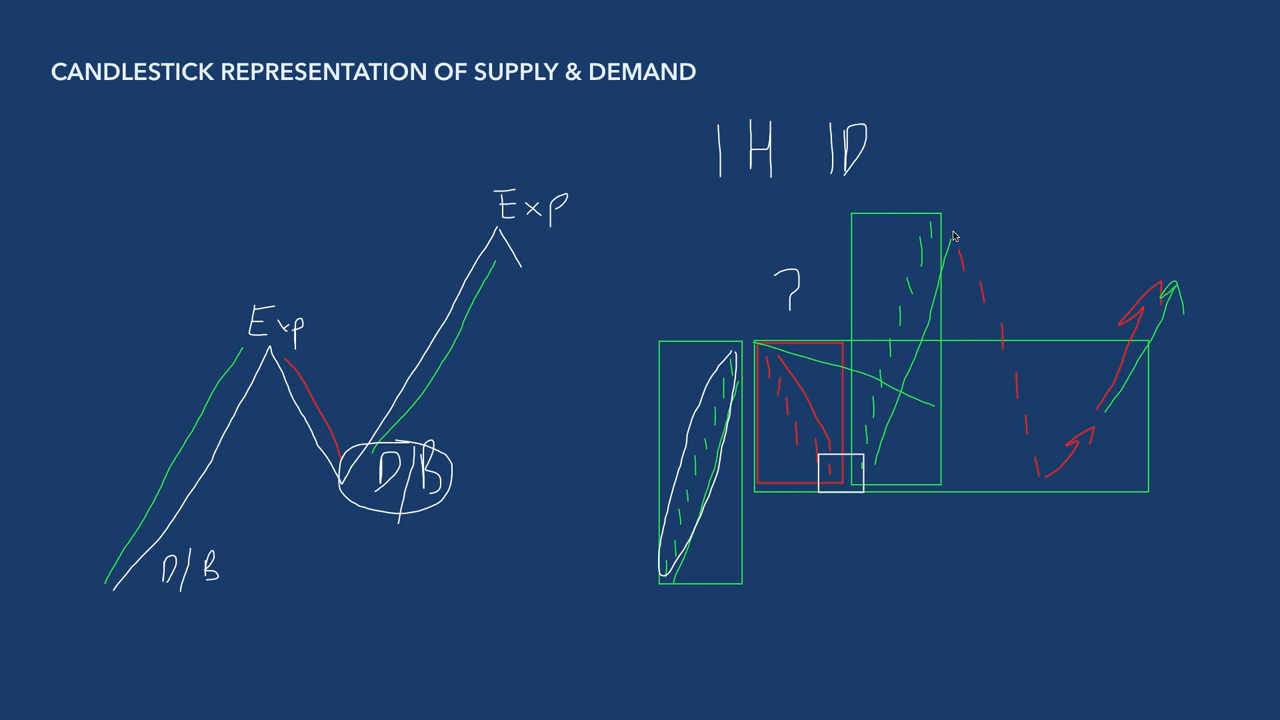 CANDLESTICK REPRESENTATION OF SUPPLY & DEMAND
1H 1D
Exp
?
Exp
D/B
D/B